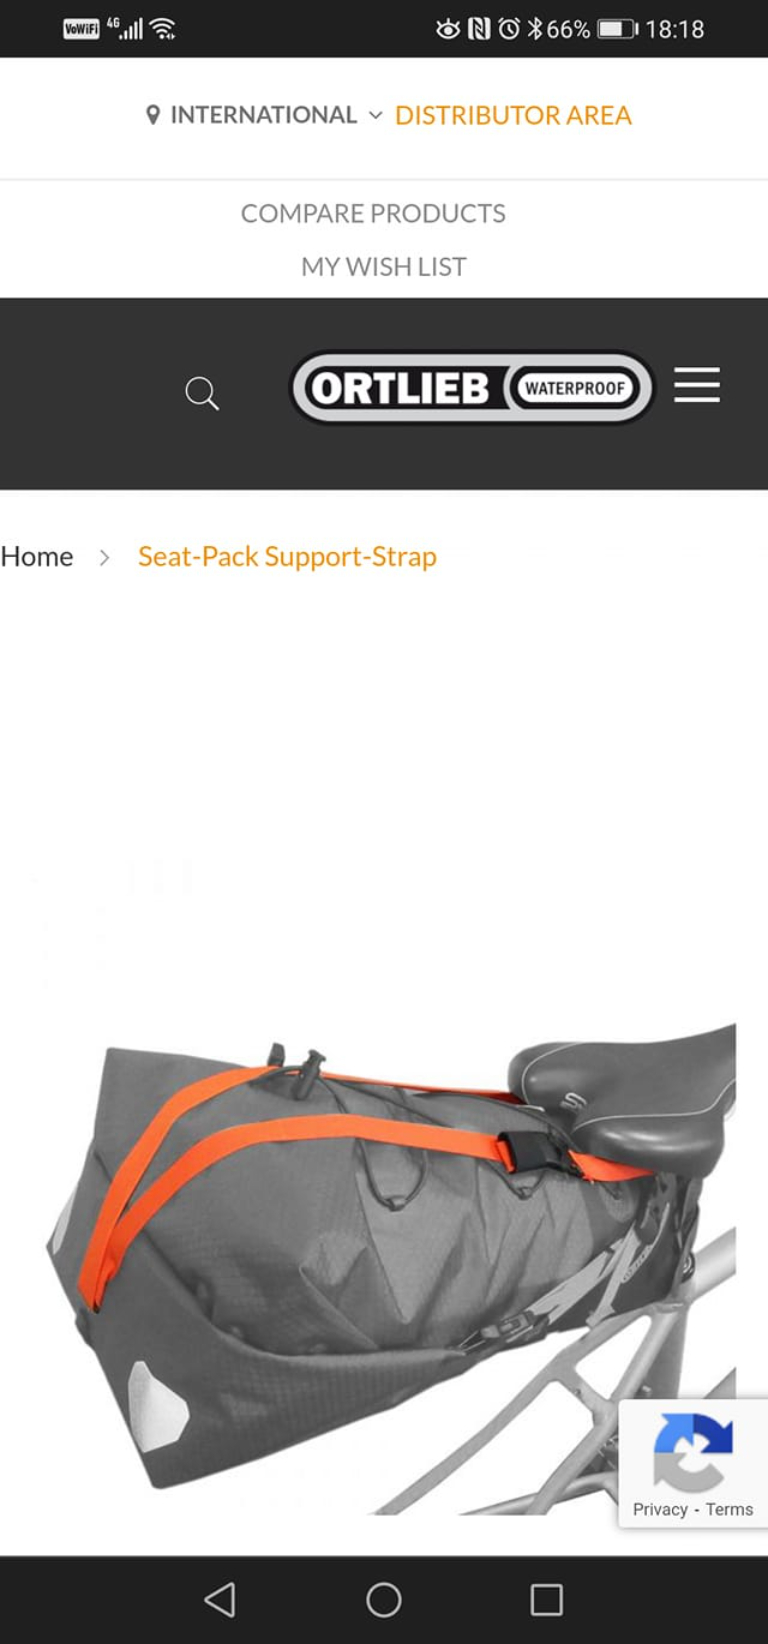 VoWiFi 4G 66% 18:18
INTERNATIONAL DISTRIBUTOR AREA
COMPARE PRODUCTS
MY WISH LIST
ORTLIEB WATERPROOF
Home > Seat-Pack Support-Strap
Privacy - Terms